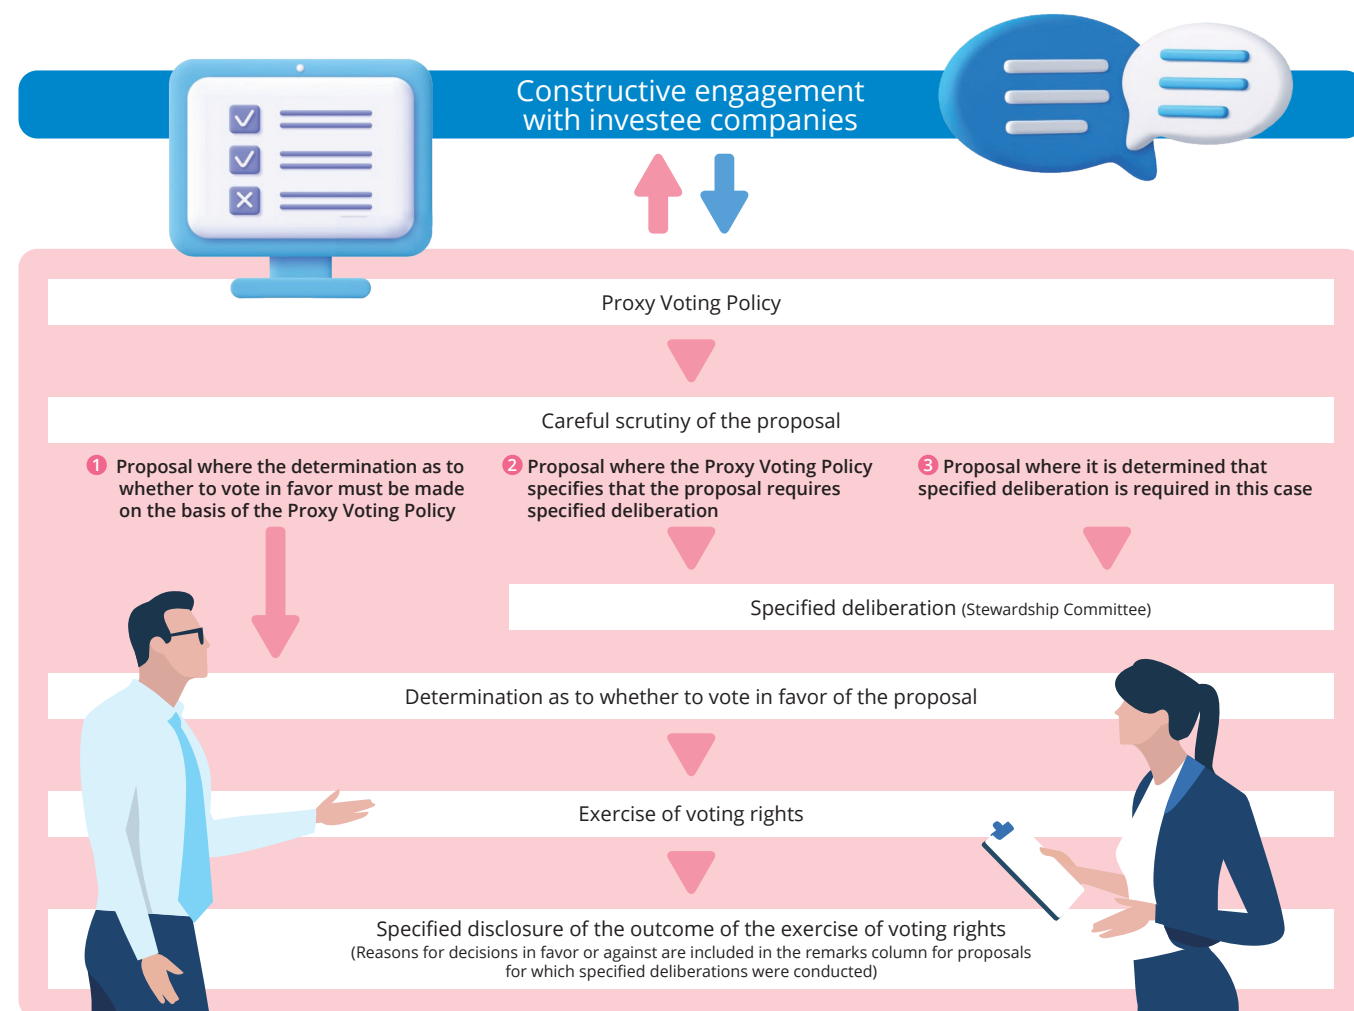 Constructive engagement
with investee companies
Proxy Voting Policy
Careful scrutiny of the proposal
1 Proposal where the determination as to
whether to vote in favor must be made
on the basis of the Proxy Voting Policy
2 Proposal where the Proxy Voting Policy
specifies that the proposal requires
specified deliberation
3 Proposal where it is determined that
specified deliberation is required in this case
Specified deliberation (Stewardship Committee)
Determination as to whether to vote in favor of the proposal
Exercise of voting rights
Specified disclosure of the outcome of the exercise of voting rights
(Reasons for decisions in favor or against are included in the remarks column for proposals
for which specified deliberations were conducted)